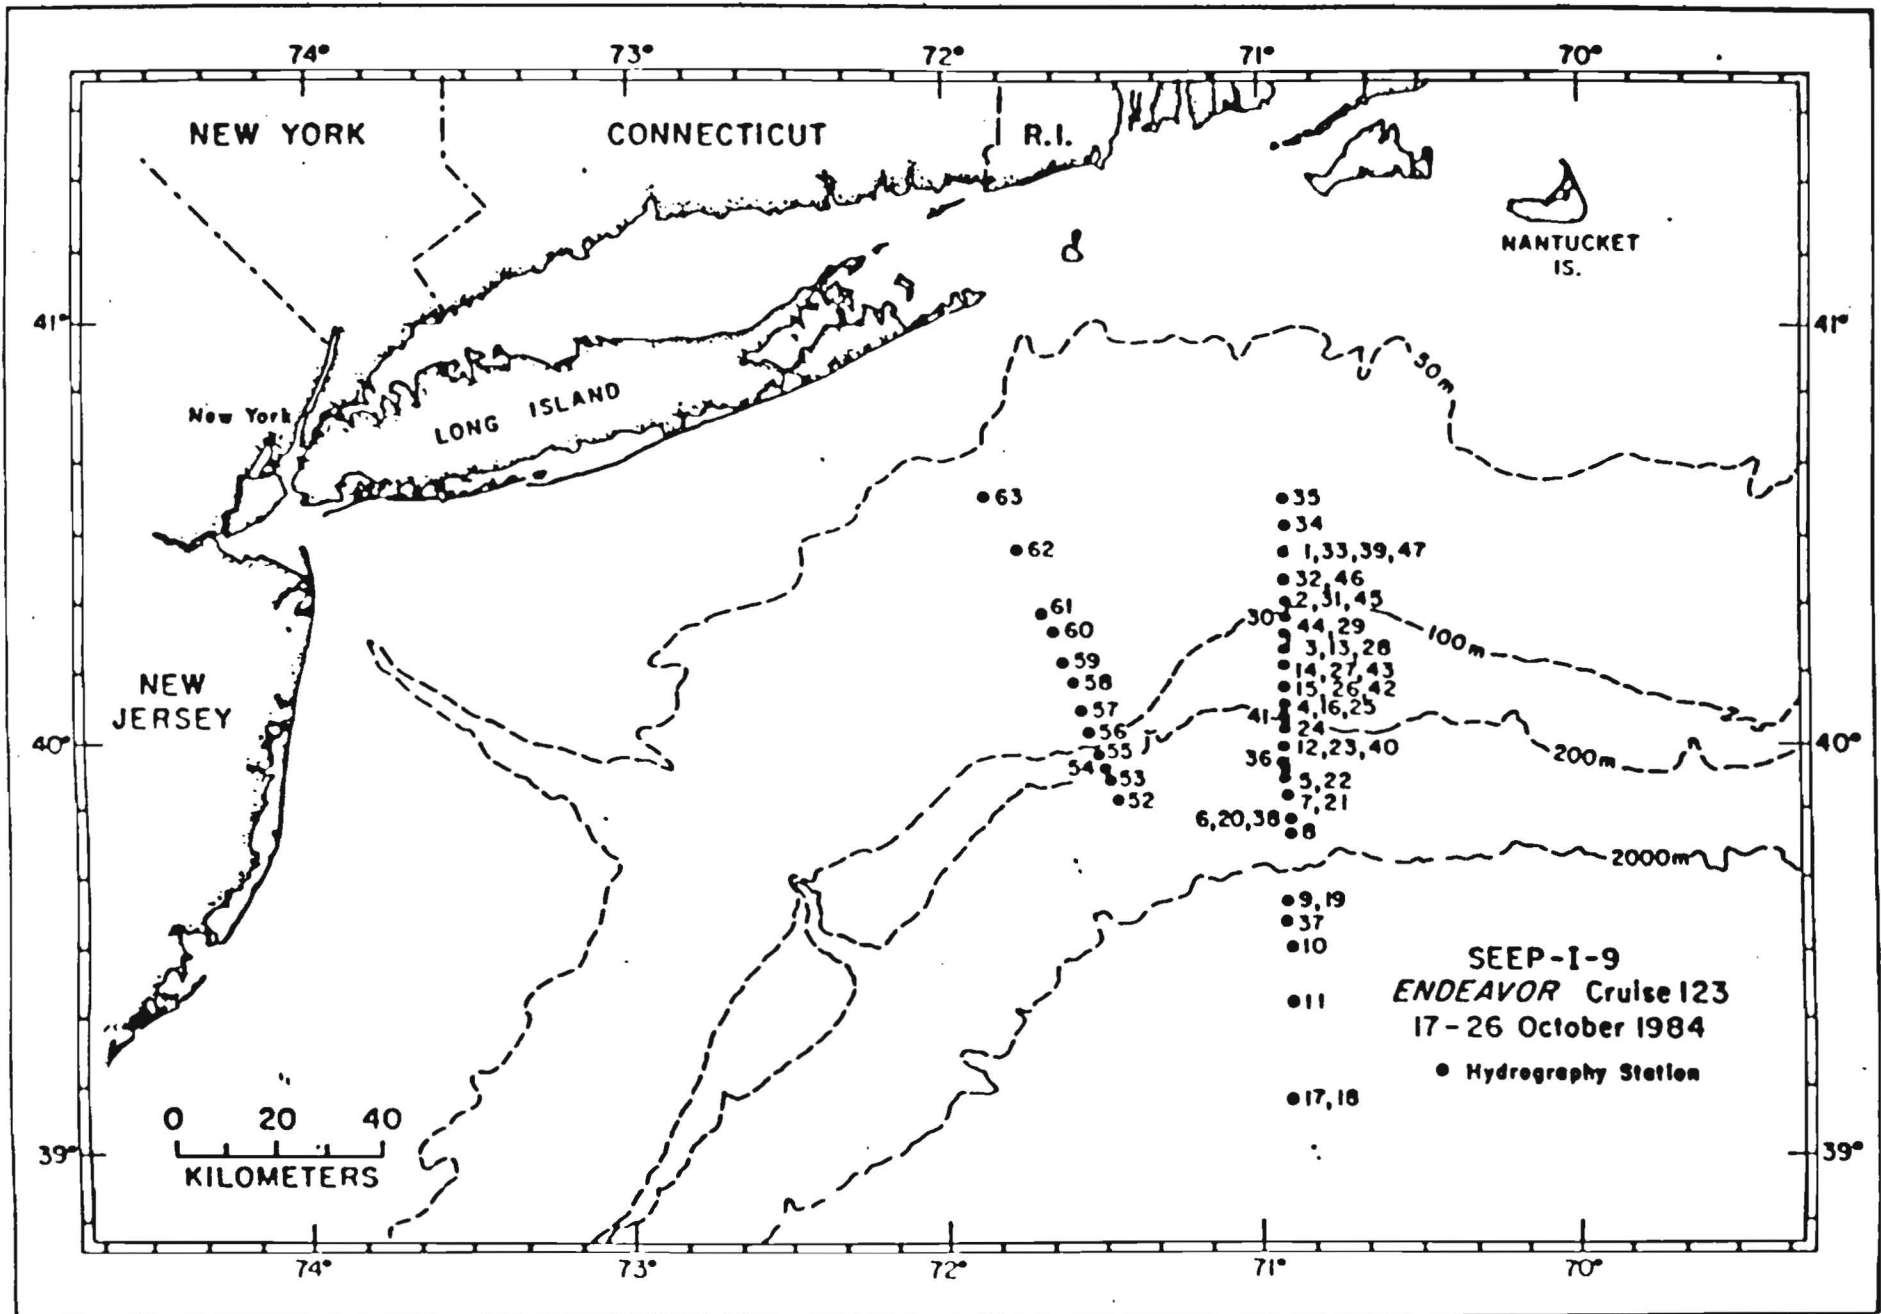 74° 73° 72° 71° 70°
NEW YORK
CONNECTICUT
R.I.
NANTUCKET
IS.
41°
41°
50m
New York
LONG ISLAND
63
35
34
62
1,33,39,47
32,46
2,31,45
61
30
60
44,29
100m
3,13,28
59
14,27,43
58
15,26,42
NEW
JERSEY
57
4,16,25
41
56
24
40°
55
12,23,40
40°
200m
54
36
53
5,22
52
7,21
6,20,38
8
2000m
9,19
37
10
SEEP-I-9
ENDEAVOR Cruise 123
11
17-26 October 1984
Hydrography Station
17,18
0 20 40
KILOMETERS
39°
39°
74° 73° 72° 71° 70°